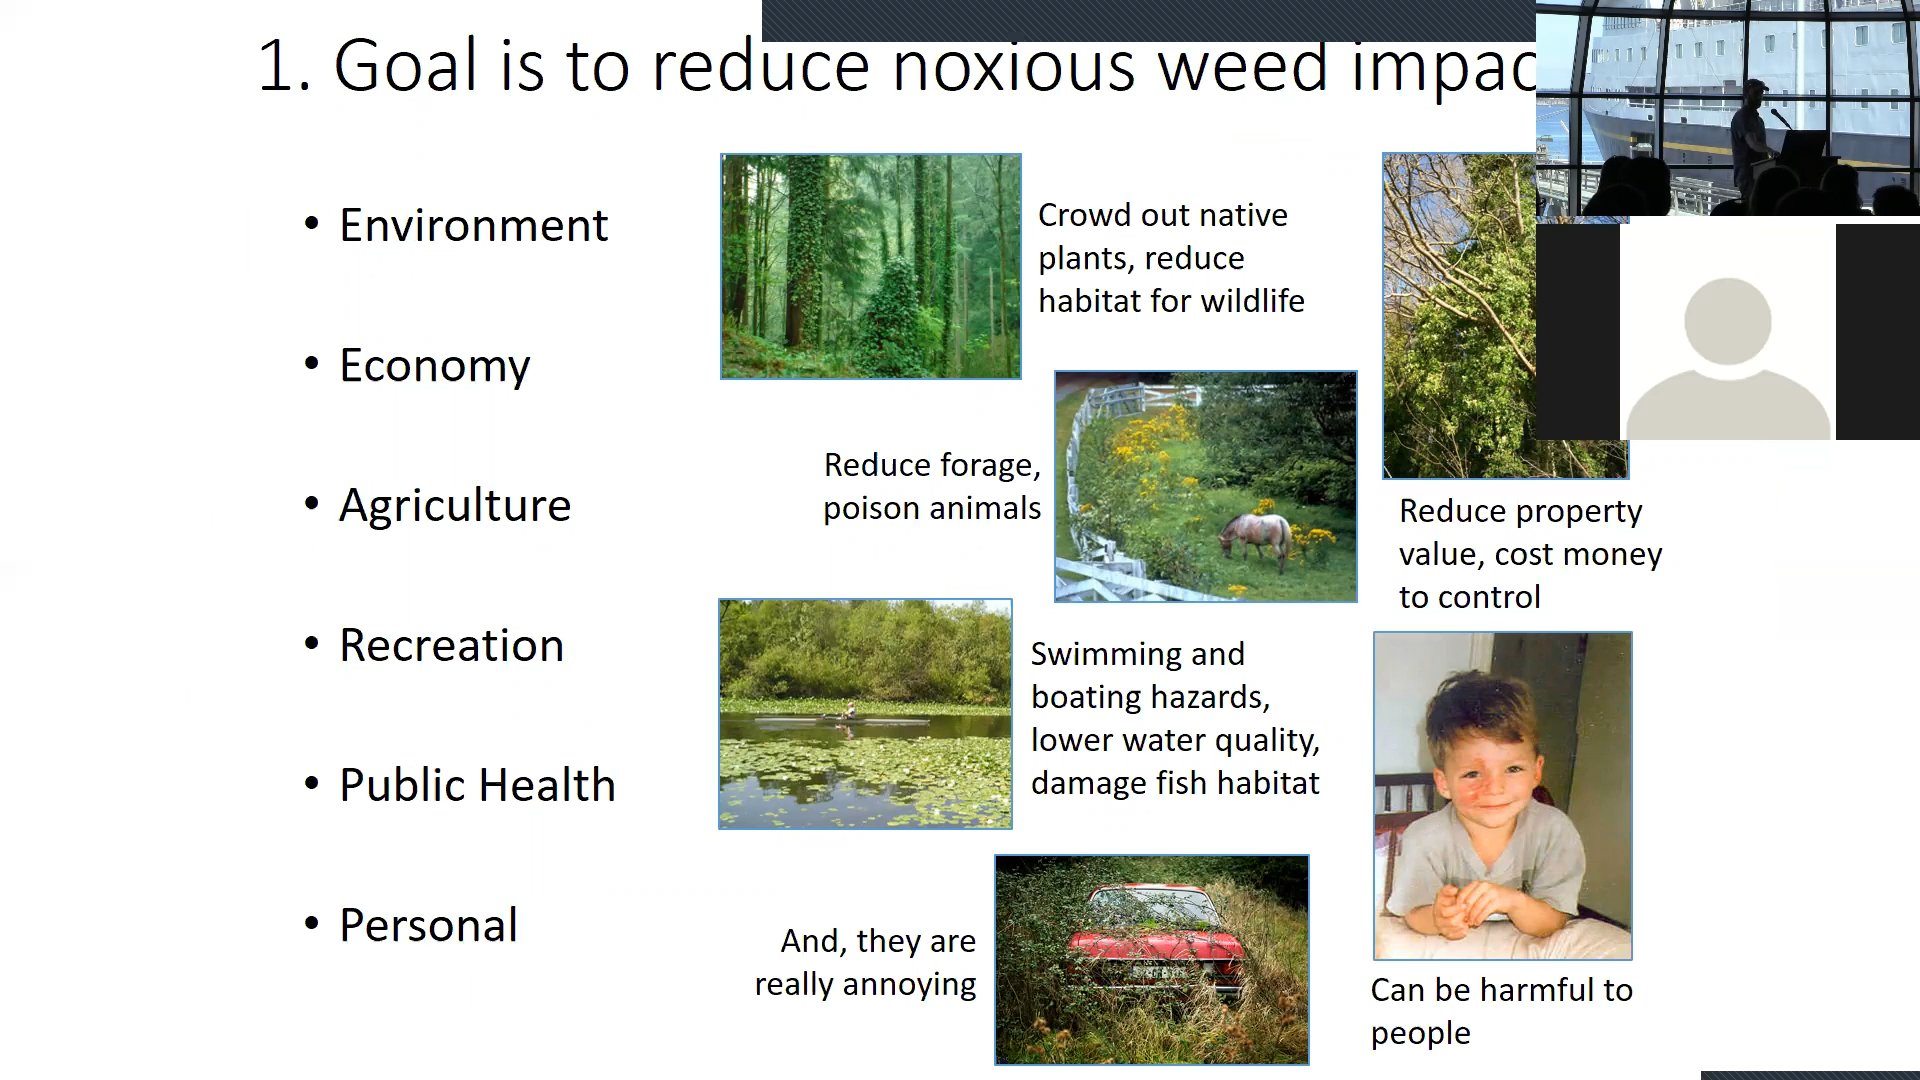 1. Goal is to reduce noxious weed impac
• Environment
• Economy
• Agriculture
• Recreation
• Public Health
• Personal
Crowd out native
plants, reduce
habitat for wildlife
Reduce forage,
poison animals
Reduce property
value, cost money
to control
Swimming and
boating hazards,
lower water quality,
damage fish habitat
And, they are
really annoying
Can be harmful to
people